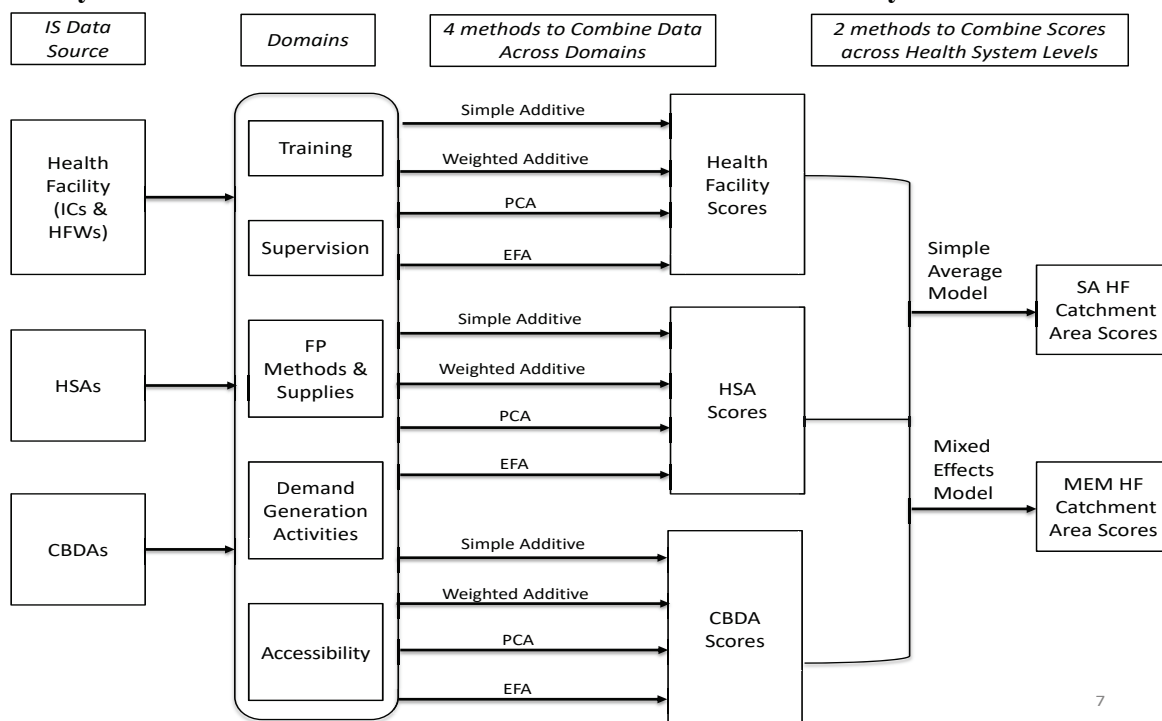 IS Data
Source
Domains
4 methods to Combine Data
Across Domains
2 methods to Combine Scores
across Health System Levels
Health
Facility
(ICs &
HFWs)
HSAs
CBDAs
Training
Supervision
FP
Methods &
Supplies
Demand
Generation
Activities
Accessibility
Simple Additive
Weighted Additive
PCA
EFA
Simple Additive
Weighted Additive
PCA
EFA
Simple Additive
Weighted Additive
PCA
EFA
Health
Facility
Scores
HSA
Scores
CBDA
Scores
Simple
Average
Model
Mixed
Effects
Model
SA HF
Catchment
Area Scores
MEM HF
Catchment
Area Scores
7